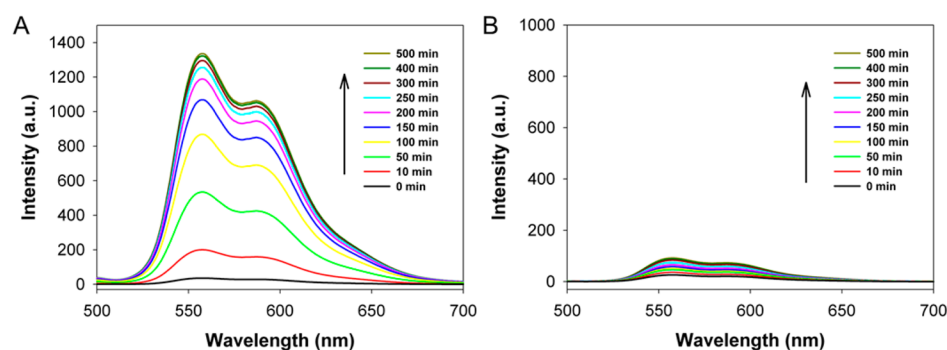 A
Intensity (a.u.)
1400
1200
1000
800
600
400
200
0
500 min
400 min
300 min
250 min
200 min
150 min
100 min
50 min
10 min
0 min
500 550 600 650 700
Wavelength (nm)
B
Intensity (a.u.)
1000
800
600
400
200
0
500 min
400 min
300 min
250 min
200 min
150 min
100 min
50 min
10 min
0 min
500 550 600 650 700
Wavelength (nm)